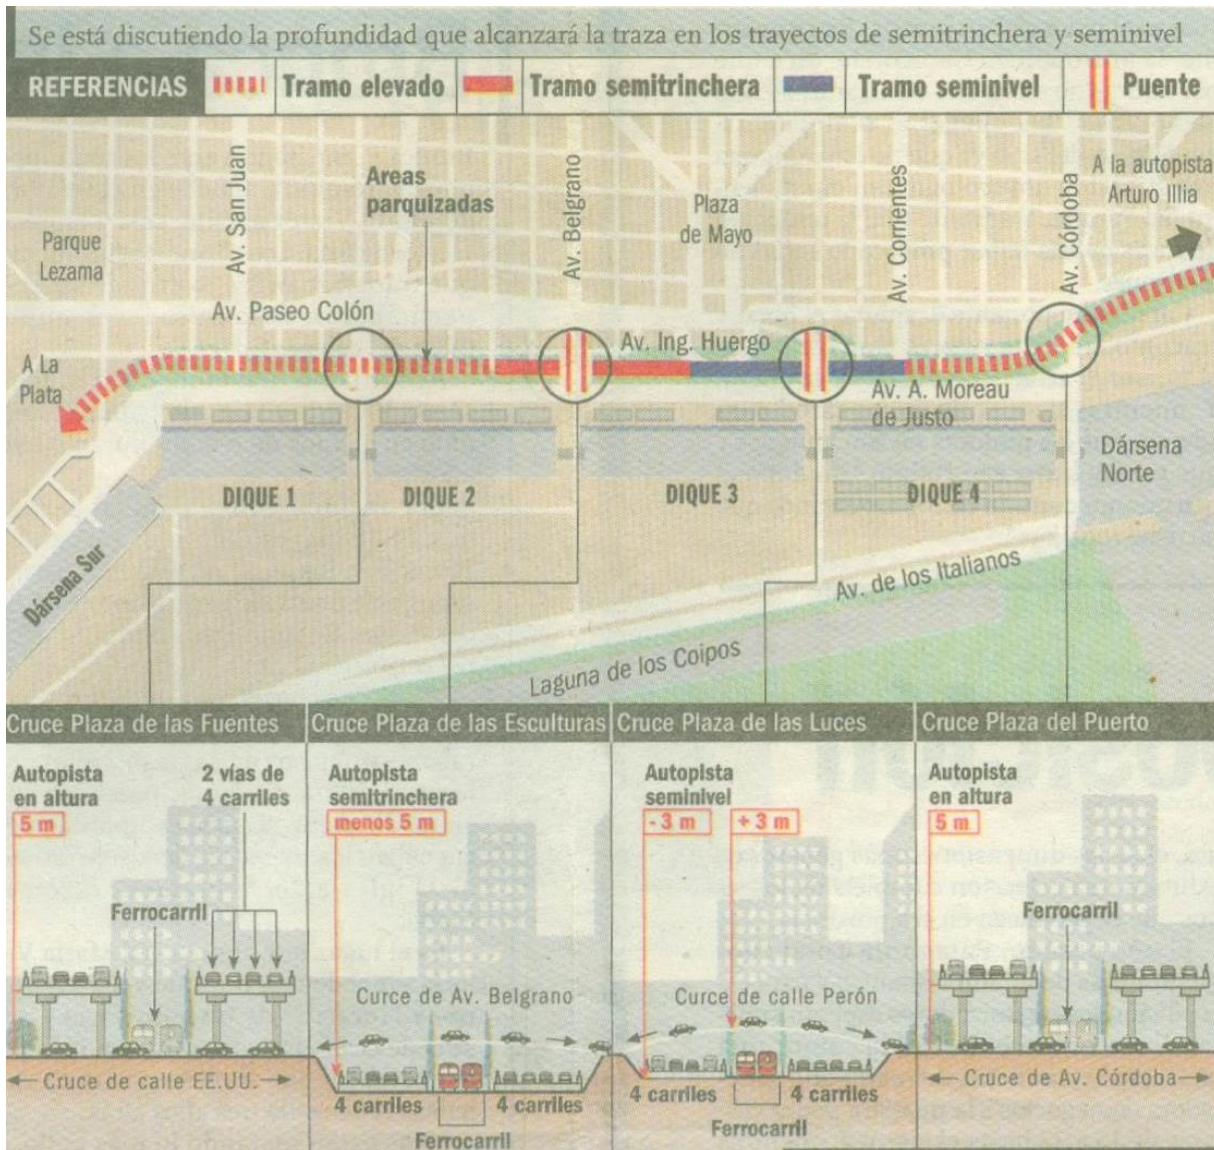 Se está discutiendo la profundidad que alcanzará la traza en los trayectos de semitrinchera y seminivel
REFERENCIAS Tramo elevado Tramo semitrinchera Tramo seminivel Puente
Av. San Juan
Areas
parquizadas
Av. Belgrano
Plaza
de Mayo
Av. Corrientes
Av. Córdoba
A la autopista
Arturo Illia
Parque
Lezama
Av. Paseo Colón
Av. Ing. Huergo
A La
Plata
Av. A. Moreau
de Justo
Dársena
Norte
DIQUE 1
DIQUE 2
DIQUE 3
DIQUE 4
Dársena Sur
Av. de los Italianos
Laguna de los Coipos
Cruce Plaza de las Fuentes
Autopista
en altura
5 m
2 vías de
4 carriles
Ferrocarril
Cruce de calle EE.UU.
Cruce Plaza de las Esculturas
Autopista
semitrinchera
menos 5 m
Curce de Av. Belgrano
4 carriles
4 carriles
Ferrocarril
Cruce Plaza de las Luces
Autopista
seminivel
- 3 m
+ 3 m
Curce de calle Perón
4 carriles
4 carriles
Ferrocarril
Cruce Plaza del Puerto
Autopista
en altura
5 m
Ferrocarril
Cruce de Av. Córdoba